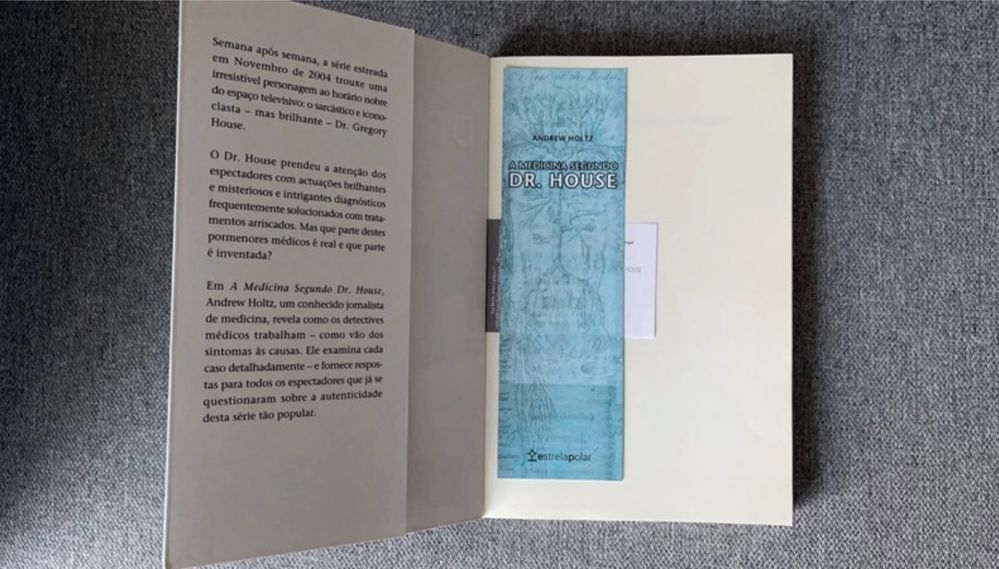 Semana após semana, a série estreada
em Novembro de 2004 trouxe uma
irresistível personagem ao horário nobre
do espaço televisivo: o sarcástico e icono-
clasta – mas brilhante – Dr. Gregory
House.
O Dr. House prendeu a atenção dos
espectadores com actuações brilhantes
e misteriosos e intrigantes diagnósticos
frequentemente solucionados com trata-
mentos arriscados. Mas que parte destes
pormenores médicos é real e que parte
é inventada?
Em A Medicina Segundo Dr. House,
Andrew Holtz, um conhecido jornalista
de medicina, revela como os detectives
médicos trabalham – como vão dos
sintomas às causas. Ele examina cada
caso detalhadamente – e fornece respos-
tas para todos os espectadores que já se
questionaram sobre a autenticidade
desta série tão popular.
of the Body
ANDREW HOLTZ
A MEDICINA SEGUNDO
DR. HOUSE
estrelapolar
HOUSE